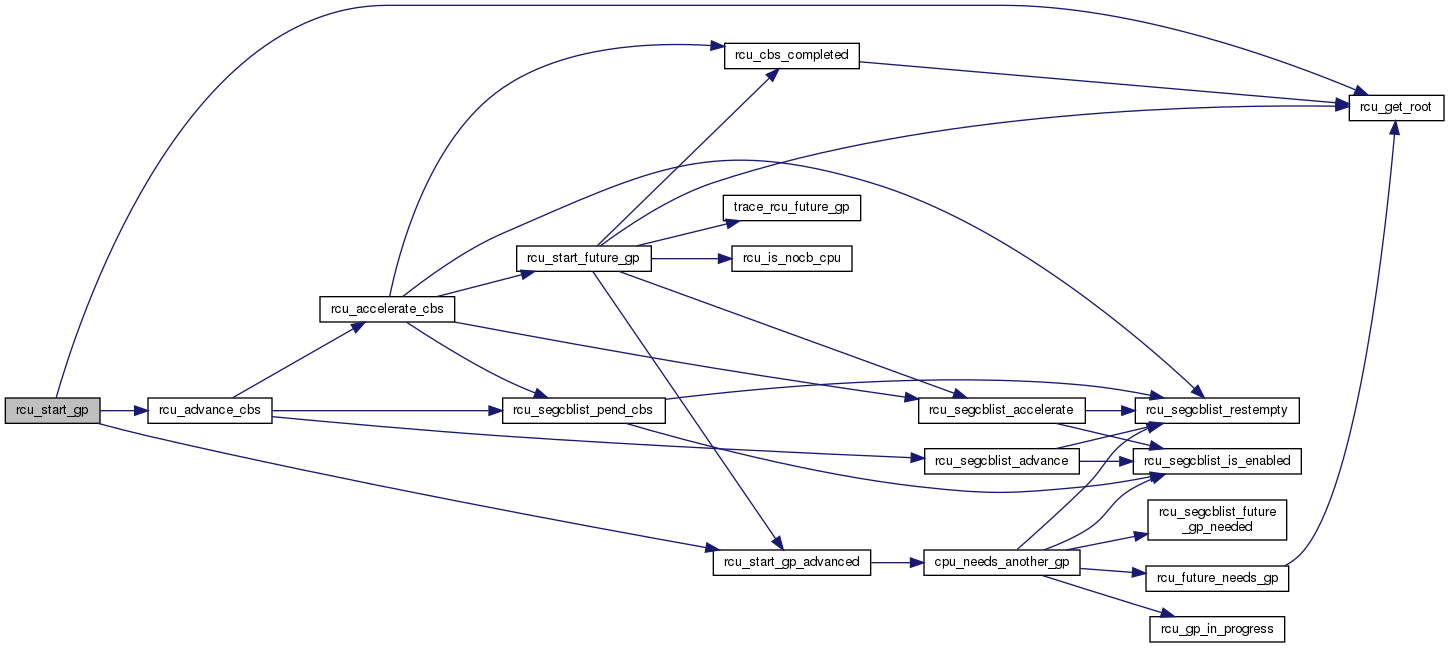 rcu_cbs_completed
rcu_get_root
trace_rcu_future_gp
rcu_start_future_gp
rcu_is_nocb_cpu
rcu_accelerate_cbs
rcu_start_gp
rcu_advance_cbs
rcu_segcblist_pend_cbs
rcu_segcblist_accelerate
rcu_segcblist_restempty
rcu_segcblist_advance
rcu_segcblist_is_enabled
rcu_segcblist_future
_gp_needed
rcu_start_gp_advanced
cpu_needs_another_gp
rcu_future_needs_gp
rcu_gp_in_progress